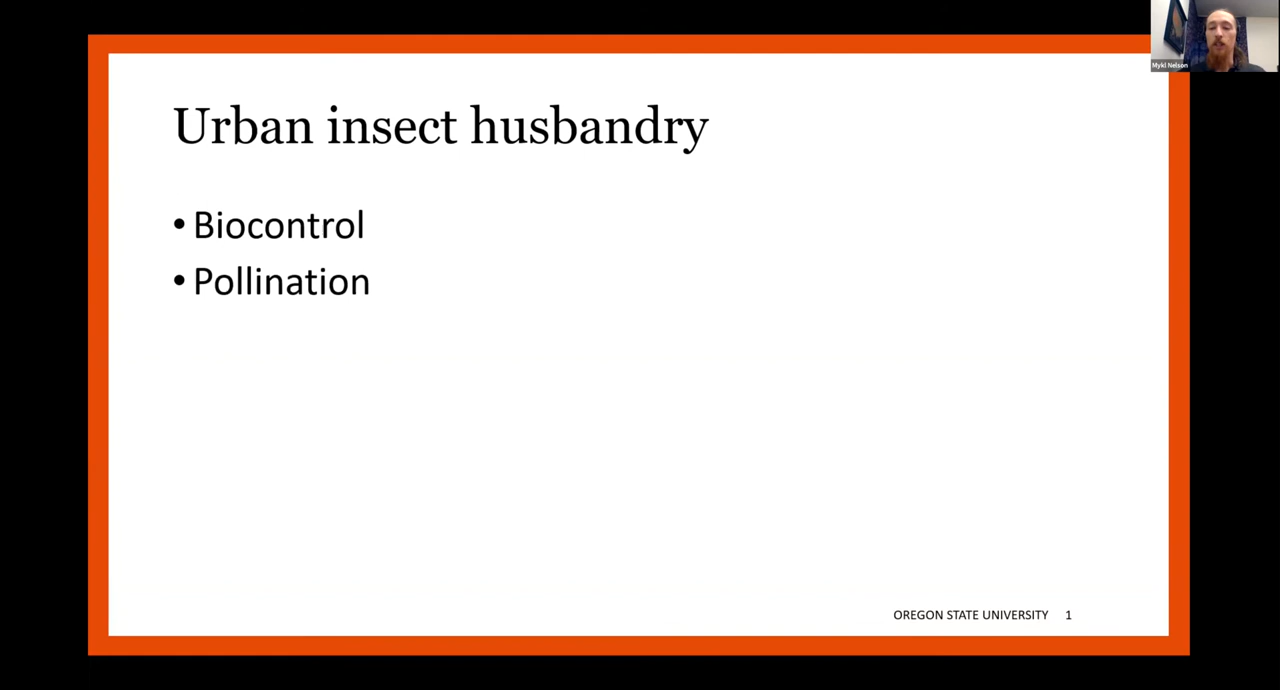 Mykl Nelson
Urban insect husbandry
• Biocontrol
• Pollination
OREGON STATE UNIVERSITY 1